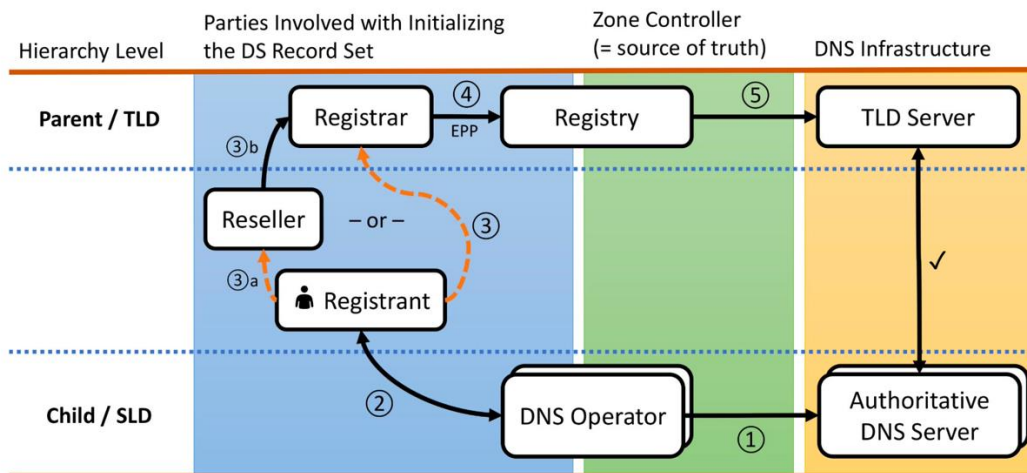 Hierarchy Level
Parties Involved with Initializing
the DS Record Set
Zone Controller
(= source of truth)
DNS Infrastructure
Parent / TLD
Registrar
④
EPP
Registry
⑤
TLD Server
③b
Reseller
– or –
③
✓
③a
Registrant
②
Child / SLD
DNS Operator
①
Authoritative
DNS Server